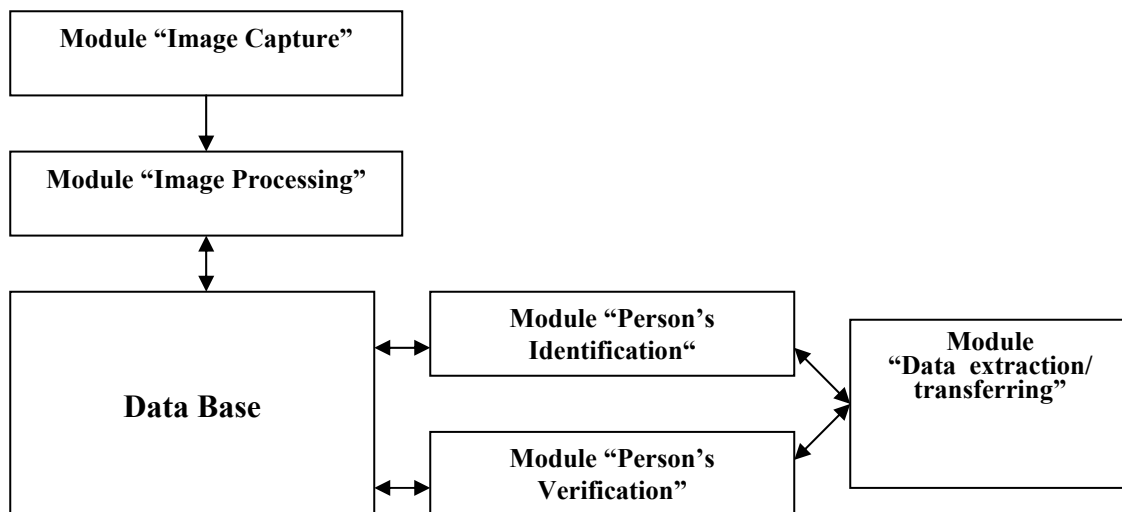 Module “Image Capture”
Module “Image Processing”
Data Base
Module “Person’s
Identification“
Module “Person’s
Verification”
Module
“Data extraction/
transferring”